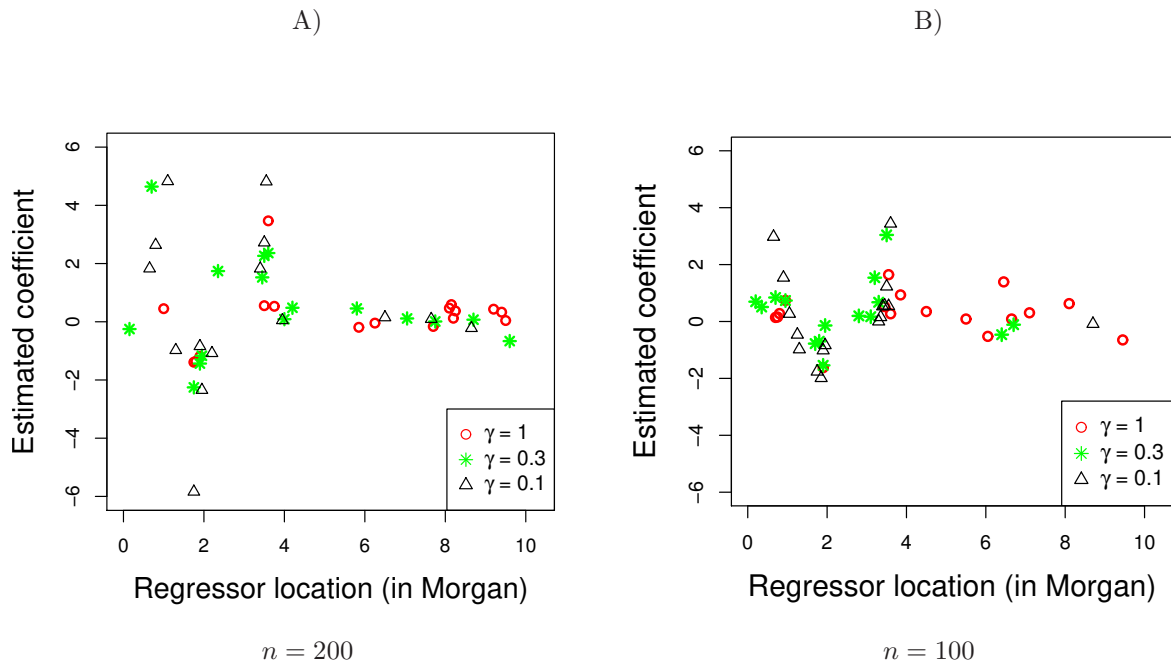 A)
B)
Estimated coefficient
6
4
2
0
−2
−4
−6
γ = 1
γ = 0.3
γ = 0.1
0 2 4 6 8 10
Regressor location (in Morgan)
n = 200
Estimated coefficient
6
4
2
0
−2
−4
−6
γ = 1
γ = 0.3
γ = 0.1
0 2 4 6 8 10
Regressor location (in Morgan)
n = 100